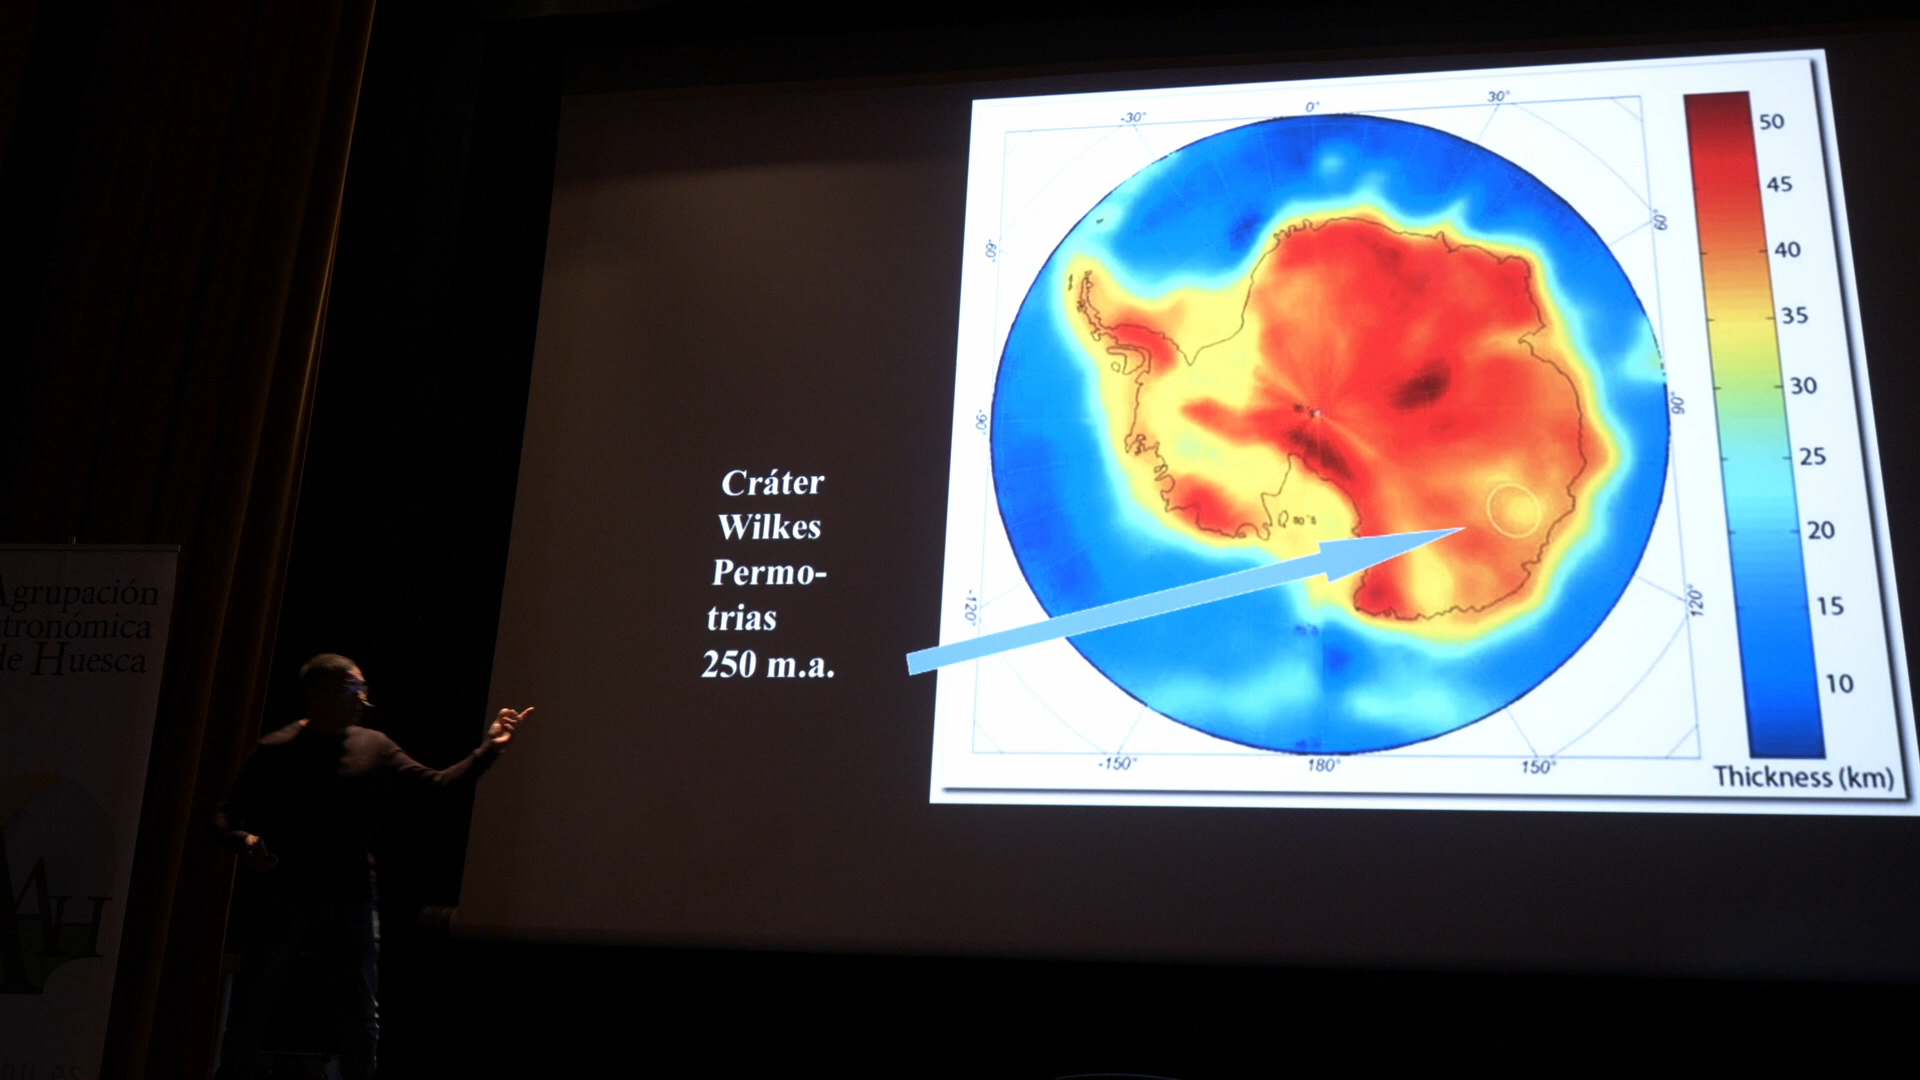 Agrupación
tronómica
de Huesca
Cráter
Wilkes
Permo-
trias
250 m.a.
-30°
0°
30°
-60°
60°
-90°
90°
-120°
120°
-150°
180°
150°
50
45
40
35
30
25
20
15
10
Thickness (km)